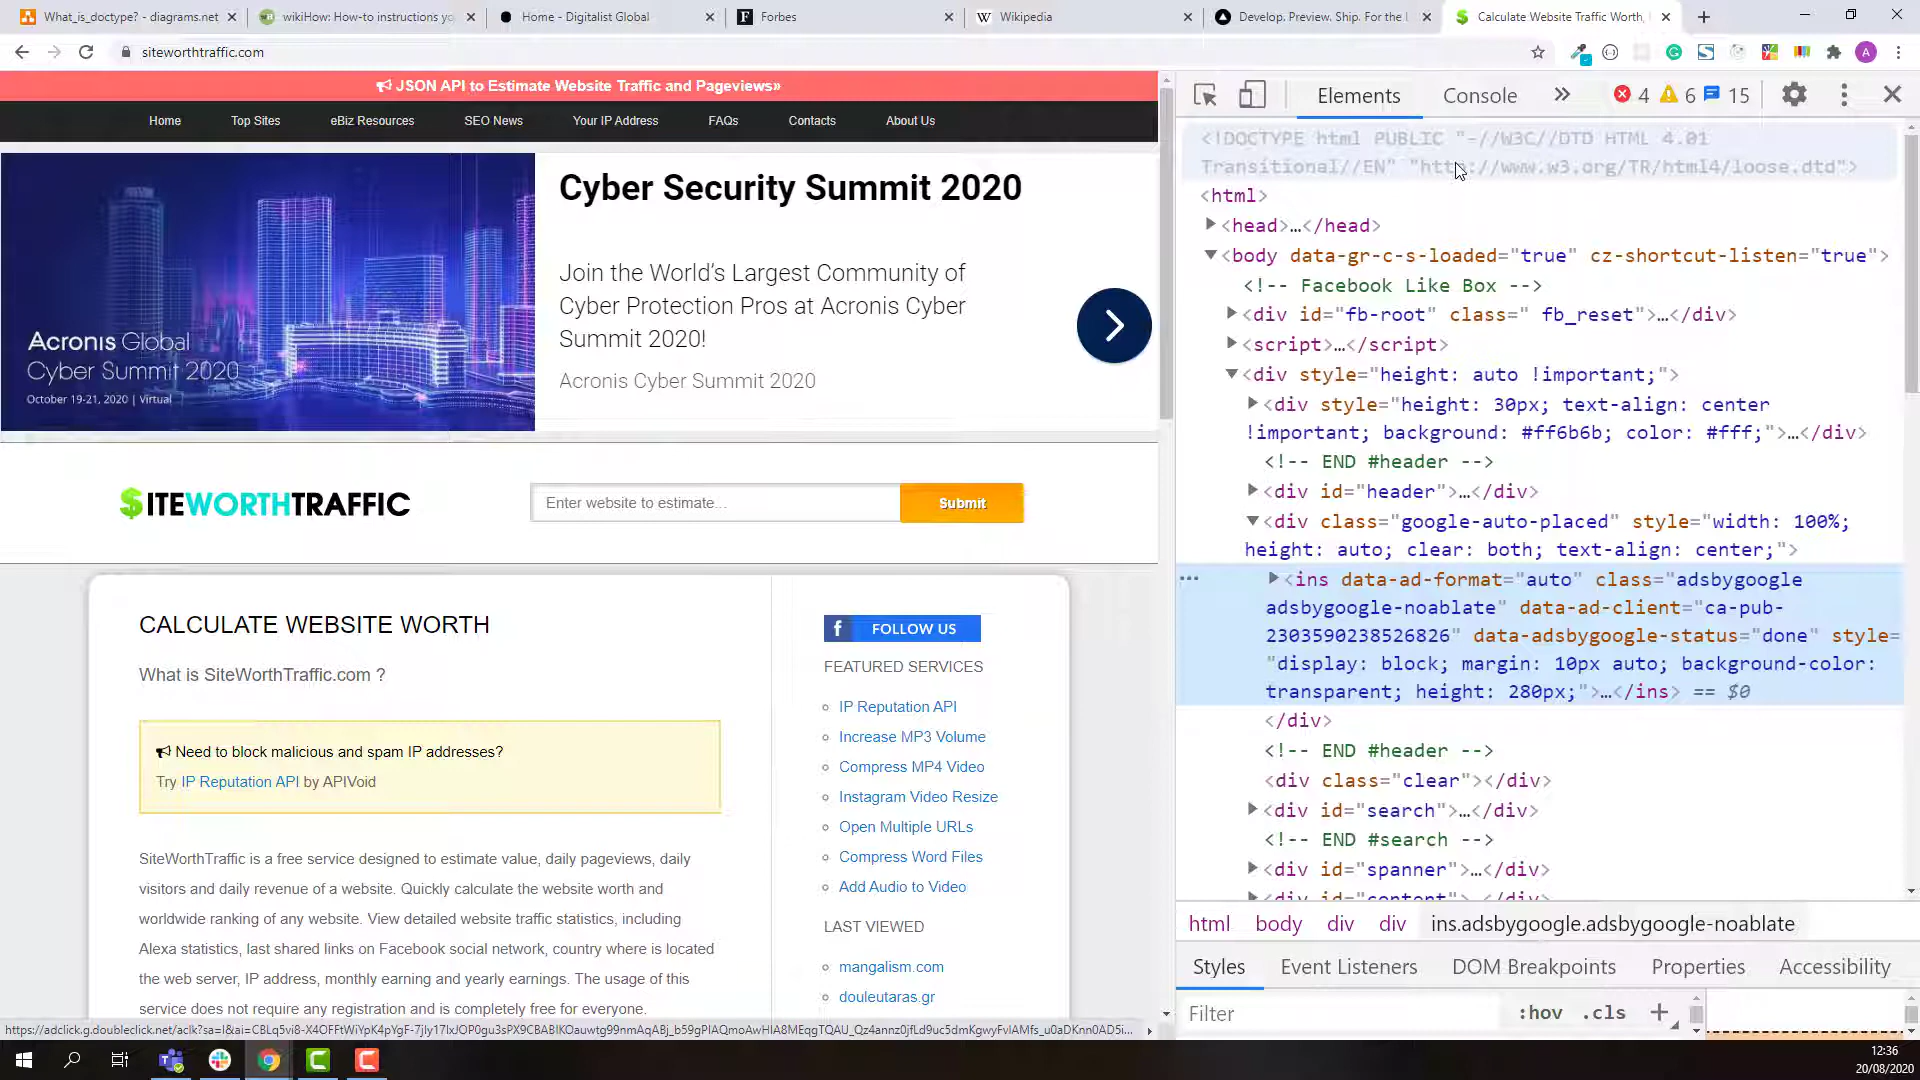 What_is_doctype? - diagrams.net
wikiHow: How-to instructions yo
Home - Digitalist Global
Forbes
Wikipedia
Develop. Preview. Ship. For the
Calculate Website Traffic Worth,
siteworthtraffic.com
A
JSON API to Estimate Website Traffic and Pageviews»
Home
Top Sites
eBiz Resources
SEO News
Your IP Address
FAQs
Contacts
About Us
Acronis Global
Cyber Summit 2020
October 19-21, 2020 | Virtual
Cyber Security Summit 2020
Join the World's Largest Community of
Cyber Protection Pros at Acronis Cyber
Summit 2020!
Acronis Cyber Summit 2020
$ITEWORTHTRAFFIC
Enter website to estimate...
Submit
CALCULATE WEBSITE WORTH
What is SiteWorthTraffic.com ?
Need to block malicious and spam IP addresses?
Try IP Reputation API by APIVoid
SiteWorthTraffic is a free service designed to estimate value, daily pageviews, daily
visitors and daily revenue of a website. Quickly calculate the website worth and
worldwide ranking of any website. View detailed website traffic statistics, including
Alexa statistics, last shared links on Facebook social network, country where is located
the web server, IP address, monthly earning and yearly earnings. The usage of this
service does not require any registration and is completely free for everyone.
FOLLOW US
FEATURED SERVICES
IP Reputation API
Increase MP3 Volume
Compress MP4 Video
Instagram Video Resize
Open Multiple URLs
Compress Word Files
Add Audio to Video
LAST VIEWED
mangalism.com
douleutaras.gr
Elements
Console
4
6
15
<!DOCTYPE html PUBLIC "-//W3C//DTD HTML 4.01
Transitional//EN" "http://www.w3.org/TR/html4/loose.dtd">
<html>
<head>…</head>
<body data-gr-c-s-loaded="true" cz-shortcut-listen="true">
<!-- Facebook Like Box -->
<div id="fb-root" class=" fb_reset">…</div>
<script>…</script>
<div style="height: auto !important;">
<div style="height: 30px; text-align: center
!important; background: #ff6b6b; color: #fff;">…</div>
<!-- END #header -->
<div id="header">…</div>
<div class="google-auto-placed" style="width: 100%;
height: auto; clear: both; text-align: center;">
<ins data-ad-format="auto" class="adsbygoogle
adsbygoogle-noablate" data-ad-client="ca-pub-
2303590238526826" data-adsbygoogle-status="done" style=
"display: block; margin: 10px auto; background-color:
transparent; height: 280px;">…</ins> == $0
</div>
<!-- END #header -->
<div class="clear"></div>
<div id="search">…</div>
<!-- END #search -->
<div id="spanner">…</div>
<div id="content">…</div>
html
body
div
div
ins.adsbygoogle.adsbygoogle-noablate
Styles
Event Listeners
DOM Breakpoints
Properties
Accessibility
Filter
:hov
.cls
12:36
20/08/2020